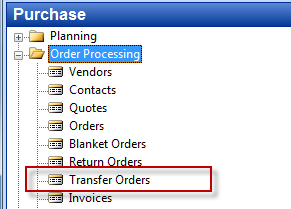 Purchase
Planning
Order Processing
Vendors
Contacts
Quotes
Orders
Blanket Orders
Return Orders
Transfer Orders
Invoices